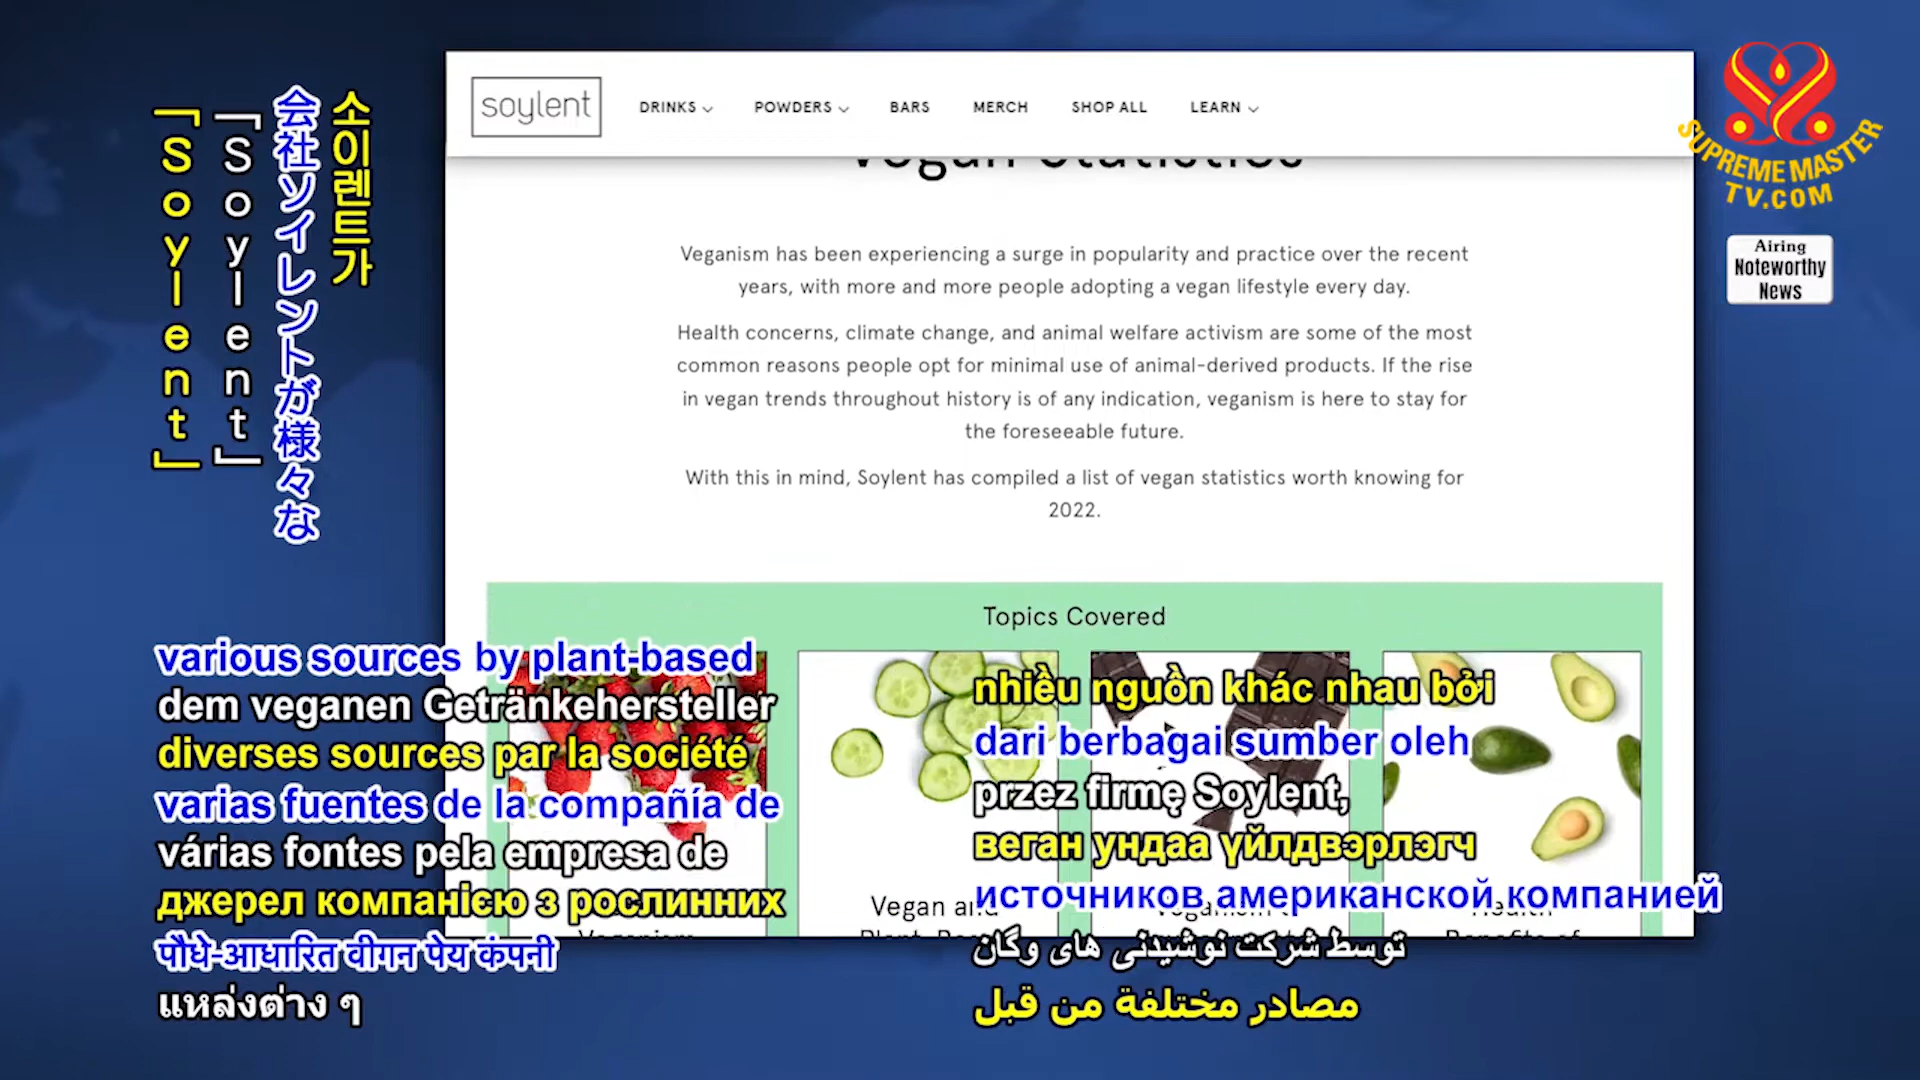 soylent
DRINKS
POWDERS
BARS
MERCH
SHOP ALL
LEARN
SUPREME MASTER
TV.COM
Airing
Noteworthy
News
Vegan Statistics
Veganism has been experiencing a surge in popularity and practice over the recent
years, with more and more people adopting a vegan lifestyle every day.
Health concerns, climate change, and animal welfare activism are some of the most
common reasons people opt for minimal use of animal-derived products. If the rise
in vegan trends throughout history is of any indication, veganism is here to stay for
the foreseeable future.
With this in mind, Soylent has compiled a list of vegan statistics worth knowing for
2022.
Topics Covered
Vegan and
Veganism
Health
Benefits of
소이렌트가
会社ソイレントが様々な
「Soylent」
「Soylent」
various sources by plant-based
dem veganen Getränkehersteller
diverses sources par la société
varias fuentes de la compañía de
várias fontes pela empresa de
джерел компанією з рослинних
पौधे-आधारित वीगन पेय कंपनी
แหล่งต่าง ๆ
nhiều nguồn khác nhau bởi
dari berbagai sumber oleh
przez firmę Soylent,
веган ундаа үйлдвэрлэгч
источников американской компанией
توسط شرکت نوشیدنی های وگان
مصادر مختلفة من قبل